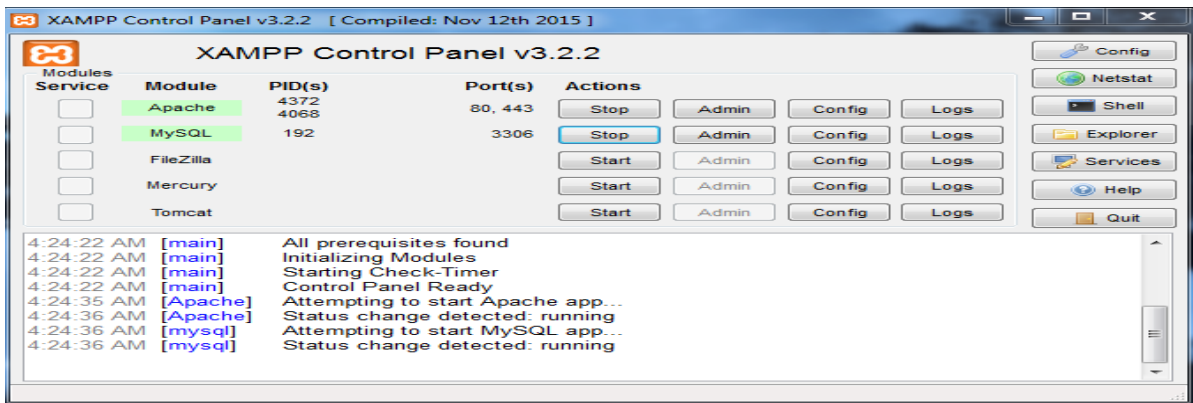 XAMPP Control Panel v3.2.2 [ Compiled: Nov 12th 2015 ]
XAMPP Control Panel v3.2.2
Config
Modules
Service Module PID(s) Port(s) Actions
Netstat
Apache 4372 4068 80, 443 Stop Admin Config Logs
Shell
MySQL 192 3306 Stop Admin Config Logs
Explorer
FileZilla Start Admin Config Logs
Services
Mercury Start Admin Config Logs
Help
Tomcat Start Admin Config Logs
Quit
4:24:22 AM [main] All prerequisites found
4:24:22 AM [main] Initializing Modules
4:24:22 AM [main] Starting Check-Timer
4:24:22 AM [main] Control Panel Ready
4:24:35 AM [Apache] Attempting to start Apache app...
4:24:36 AM [Apache] Status change detected: running
4:24:36 AM [mysql] Attempting to start MySQL app...
4:24:36 AM [mysql] Status change detected: running